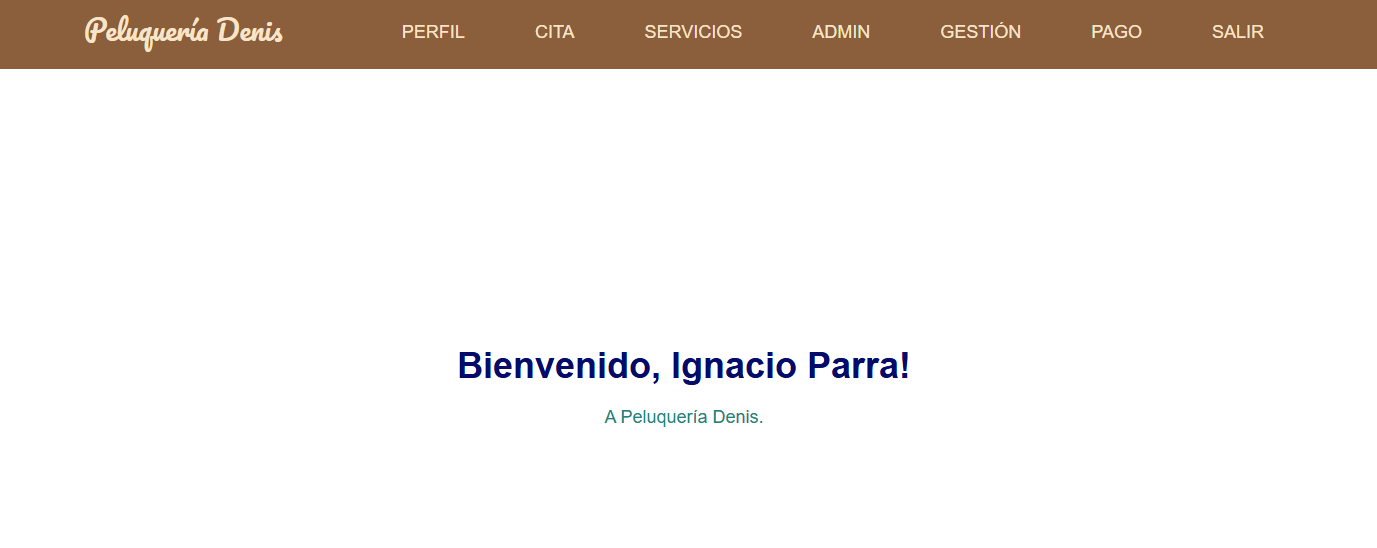 Peluquería Denis PERFIL CITA SERVICIOS ADMIN GESTIÓN PAGO SALIR
Bienvenido, Ignacio Parra!
A Peluquería Denis.